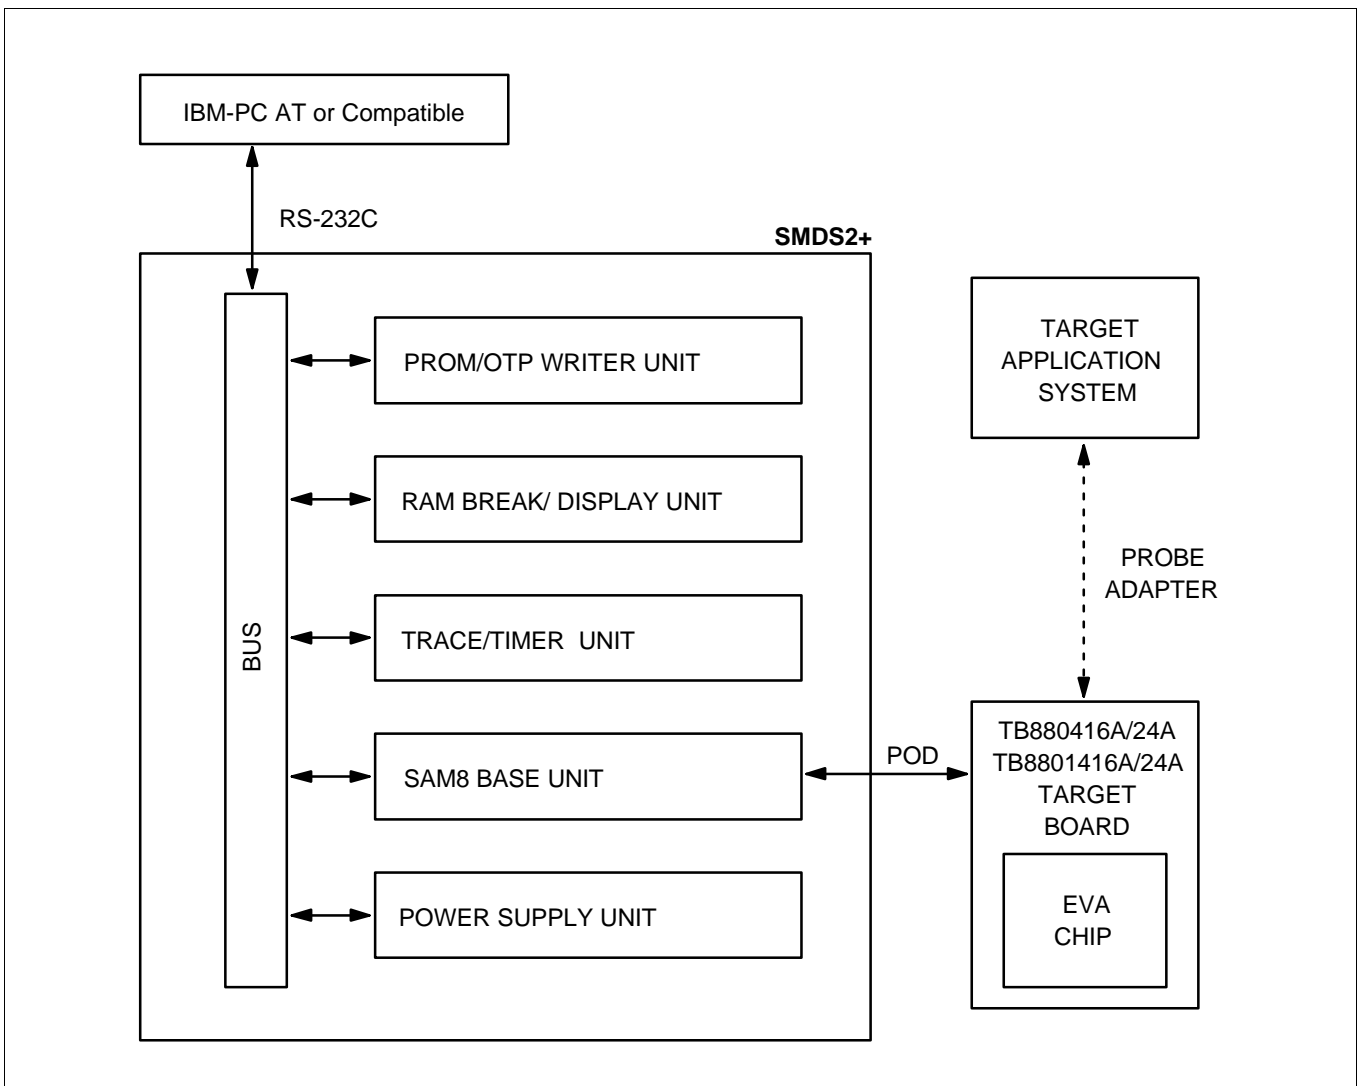 IBM-PC AT or Compatible
RS-232C
SMDS2+
BUS
PROM/OTP WRITER UNIT
RAM BREAK/ DISPLAY UNIT
TRACE/TIMER  UNIT
SAM8 BASE UNIT
POWER SUPPLY UNIT
POD
TARGET
APPLICATION
SYSTEM
PROBE
ADAPTER
TB880416A/24A
TB8801416A/24A
TARGET
BOARD
EVA
CHIP